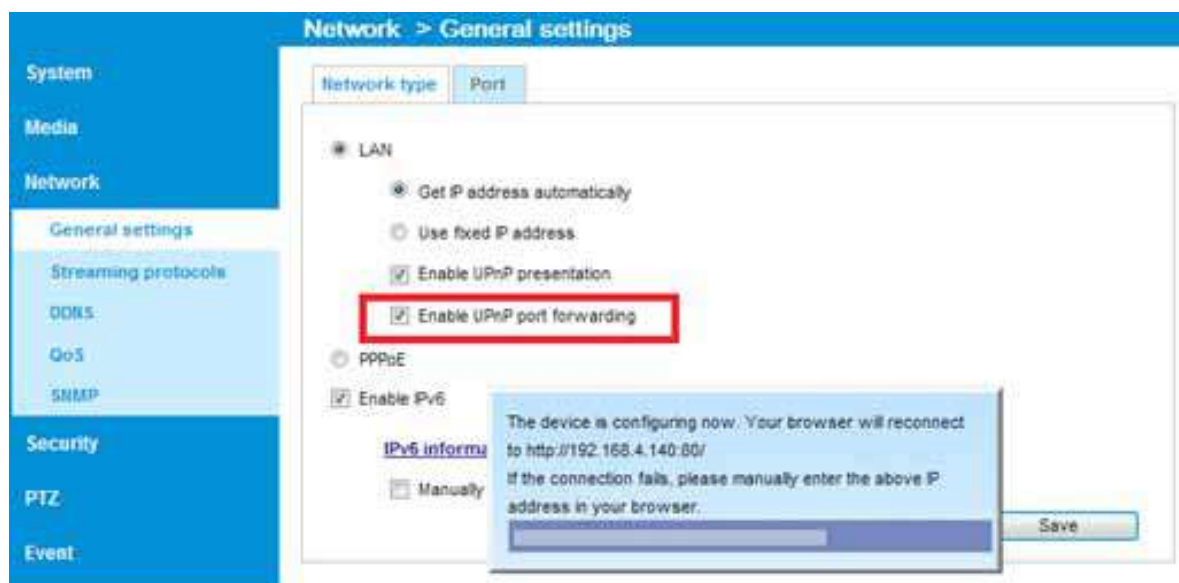 Network > General settings
System
Media
Network
General settings
Streaming protocols
DDNS
QoS
SNMP
Security
PTZ
Event
Network type
Port
LAN
Get IP address automatically
Use fixed IP address
Enable UPnP presentation
Enable UPnP port forwarding
PPPoE
Enable IPv6
IPv6 informa
Manually
The device is configuring now. Your browser will reconnect
to http://192.168.4.140:80/
If the connection fails, please manually enter the above IP
address in your browser.
Save